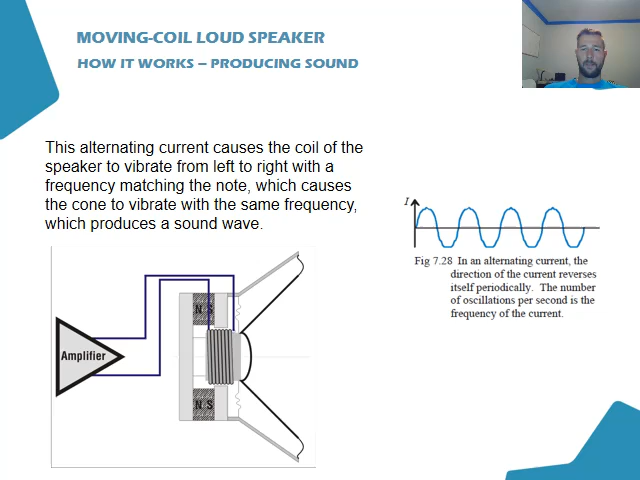 MOVING-COIL LOUD SPEAKER
HOW IT WORKS – PRODUCING SOUND
This alternating current causes the coil of the
speaker to vibrate from left to right with a
frequency matching the note, which causes
the cone to vibrate with the same frequency,
which produces a sound wave.
I
Fig 7.28 In an alternating current, the
direction of the current reverses
itself periodically. The number
of oscillations per second is the
frequency of the current.
N S
Amplifier
N S